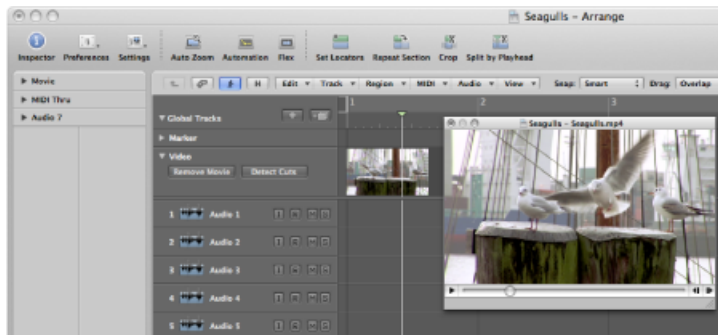 Seagulls – Arrange
Inspector Preferences Settings Auto Zoom Automation Flex Set Locators Repeat Section Crop Split by Playhead
Movie
MIDI Thru
Audio 7
H Edit Track Region MIDI Audio View Snap: Smart Drag: Overlap
1 2 3
Global Tracks
Marker
Video
Remove Movie Detect Cuts
Seagulls – Seagulls.mp4
1 Audio 1 I R M S
2 Audio 2 I R M S
3 Audio 3 I R M S
4 Audio 4 I R M S
5 Audio 5 I R M S